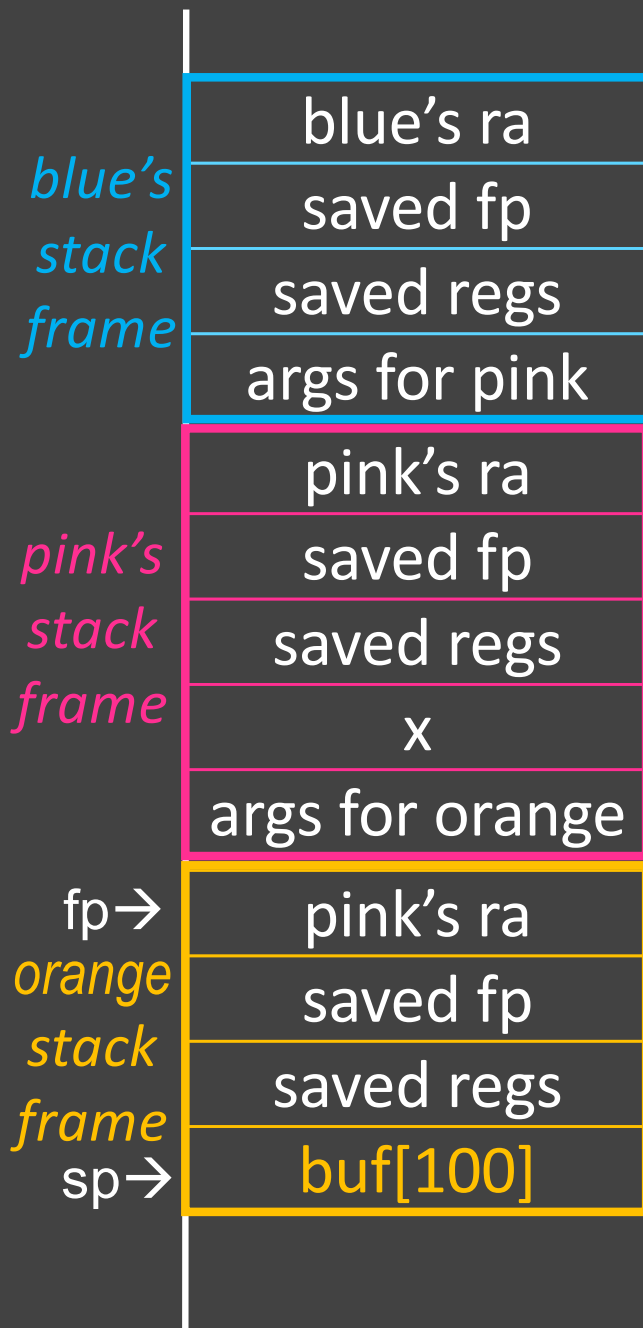 blue’s ra
saved fp
saved regs
args for pink
blue’s
stack
frame
pink’s ra
saved fp
saved regs
x
args for orange
pink’s
stack
frame
fp→
pink’s ra
saved fp
saved regs
buf[100]
orange
stack
frame
sp→